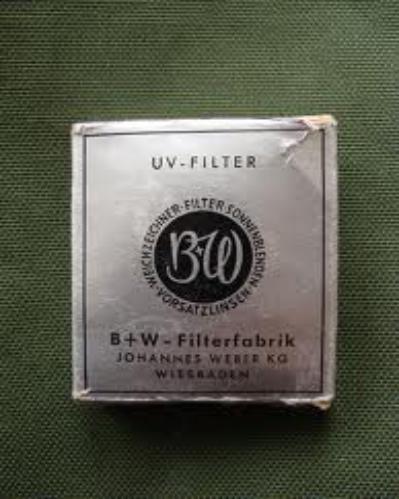 UV-FILTER
WEICHZEICHNER·FILTER·SONNENBLENDEN·VORSATZLINSEN·
B+W
B+W-Filterfabrik
JOHANNES WEBER KG
WIESBADEN